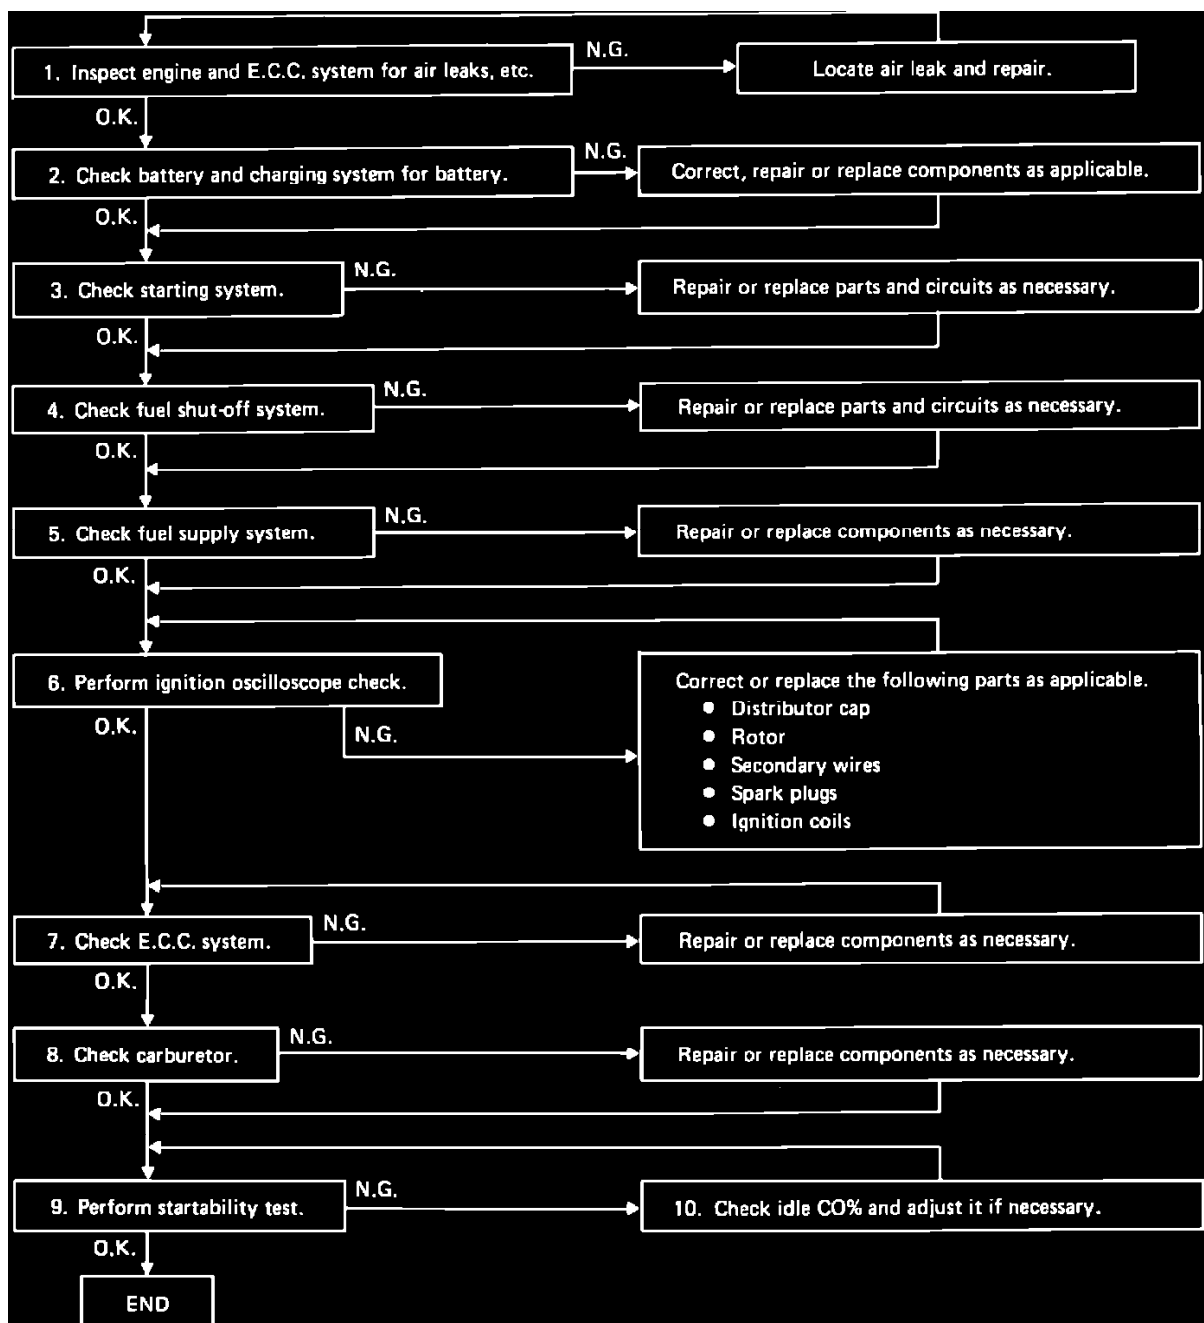 N.G.
1. Inspect engine and E.C.C. system for air leaks, etc.
Locate air leak and repair.
O.K.
N.G.
2. Check battery and charging system for battery.
Correct, repair or replace components as applicable.
O.K.
N.G.
3. Check starting system.
Repair or replace parts and circuits as necessary.
O.K.
N.G.
4. Check fuel shut-off system.
Repair or replace parts and circuits as necessary.
O.K.
N.G.
5. Check fuel supply system.
Repair or replace components as necessary.
O.K.
6. Perform ignition oscilloscope check.
O.K.
N.G.
Correct or replace the following parts as applicable.
● Distributor cap
● Rotor
● Secondary wires
● Spark plugs
● Ignition coils
N.G.
7. Check E.C.C. system.
Repair or replace components as necessary.
O.K.
N.G.
8. Check carburetor.
Repair or replace components as necessary.
O.K.
N.G.
9. Perform startability test.
10. Check idle CO% and adjust it if necessary.
O.K.
END